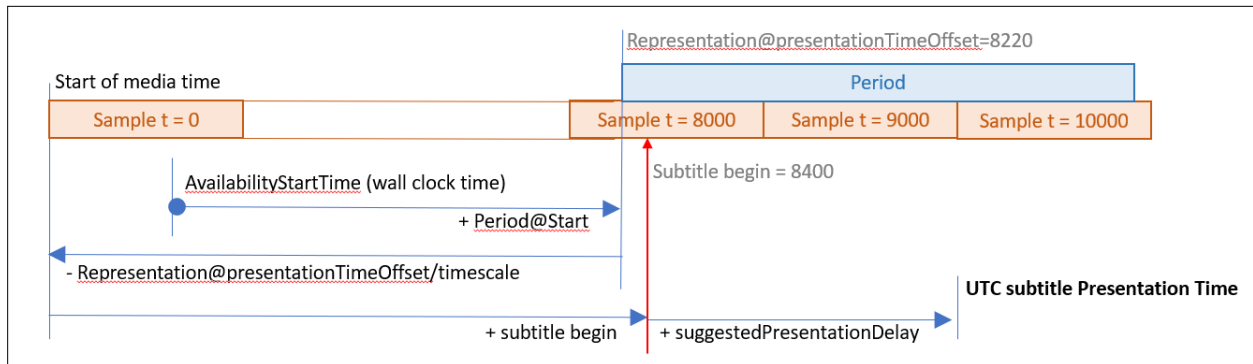 Representation@presentationTimeOffset=8220
Start of media time
Period
Sample t = 0
Sample t = 8000
Sample t = 9000
Sample t = 10000
Subtitle begin = 8400
AvailabilityStartTime (wall clock time)
+ Period@Start
- Representation@presentationTimeOffset/timescale
UTC subtitle Presentation Time
+ subtitle begin
+ suggestedPresentationDelay